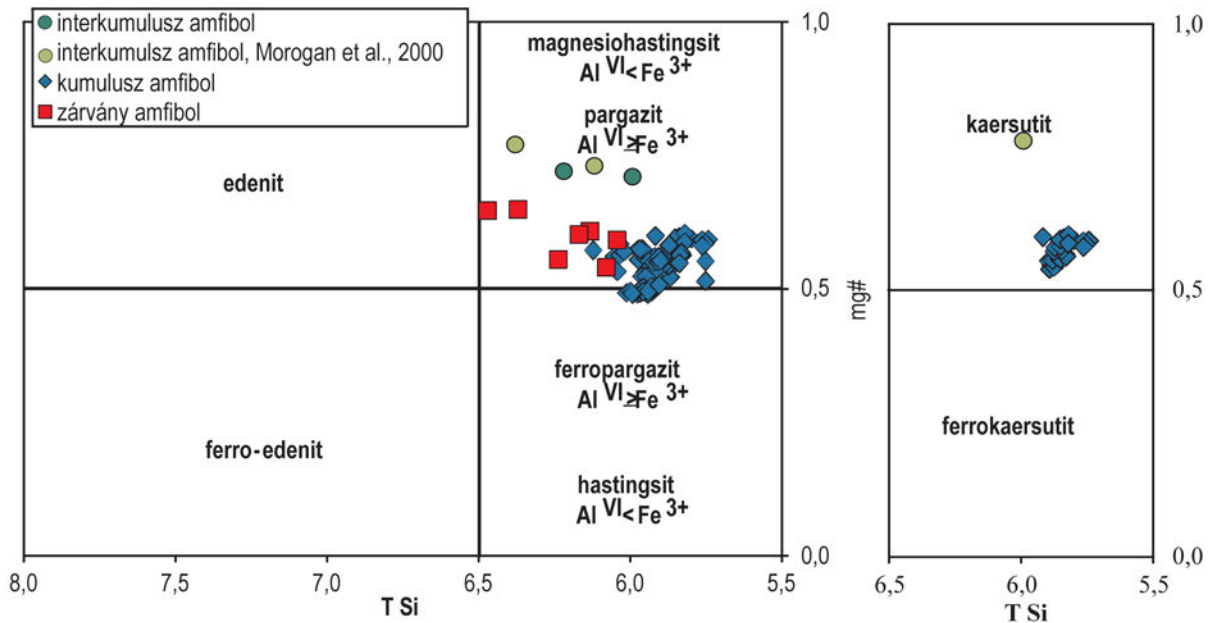 interkumulusz amfibol
interkumulsz amfibol, Morogan et al., 2000
kumulusz amfibol
zárvány amfibol
magnesiohastingsit
Al VI< Fe 3+
pargazit
Al VI≥Fe 3+
edenit
ferropargazit
Al VI≥Fe 3+
ferro-edenit
hastingsit
Al VI< Fe 3+
1,0
0,5
0,0
mg#
8,0 7,5 7,0 6,5 6,0 5,5
T Si
kaersutit
ferrokaersutit
1,0
0,5
0,0
6,5 6,0 5,5
T Si